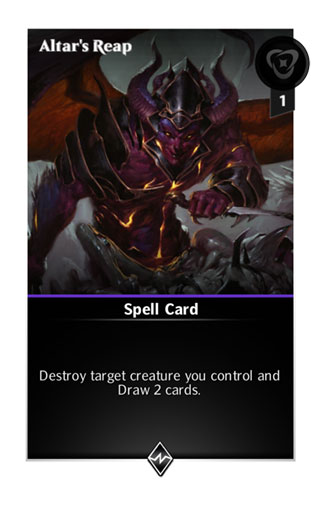 Altar's Reap
1
Spell Card
Destroy target creature you control and
Draw 2 cards.